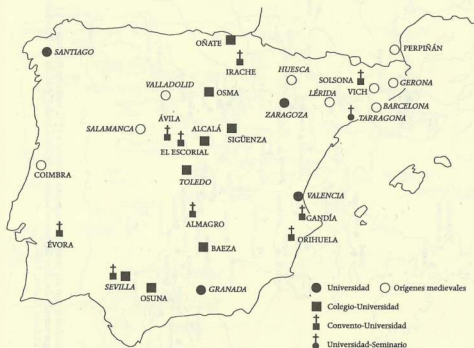 OÑATE
PERPIÑÁN
SANTIAGO
IRACHE
HUESCA
SOLSONA
VICH
GERONA
VALLADOLID
OSMA
LÉRIDA
BARCELONA
ZARAGOZA
TARRAGONA
SALAMANCA
ÁVILA
ALCALÁ
SIGÜENZA
EL ESCORIAL
COIMBRA
TOLEDO
VALENCIA
ALMAGRO
GANDÍA
ÉVORA
ORIHUELA
BAEZA
SEVILLA
OSUNA
GRANADA
Universidad
Orígenes medievales
Colegio-Universidad
Convento-Universidad
Universidad-Seminario